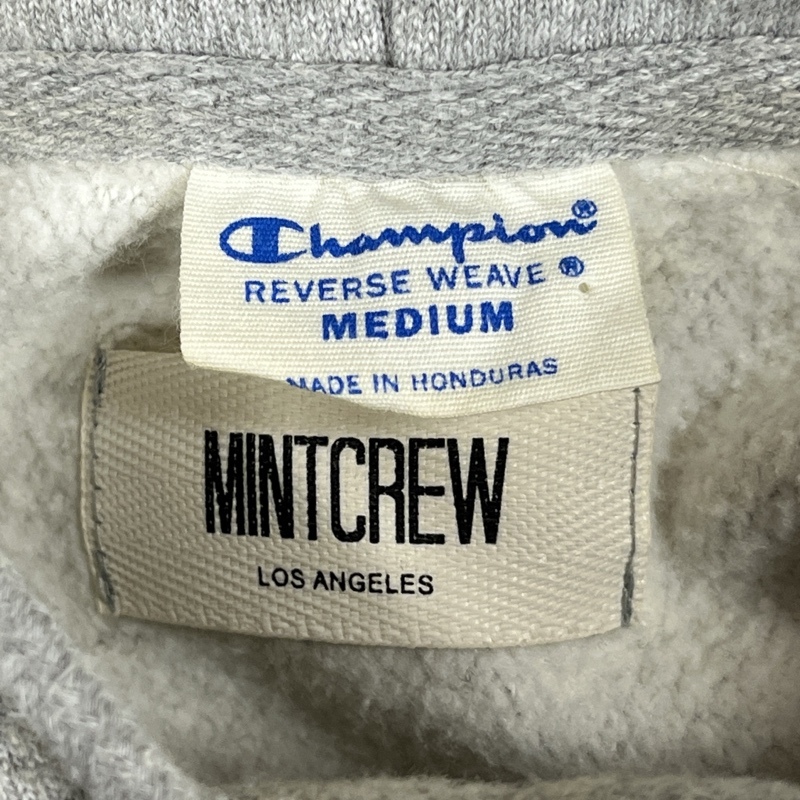 Champion®
REVERSE WEAVE ®
MEDIUM
MADE IN HONDURAS
MINTCREW
LOS ANGELES